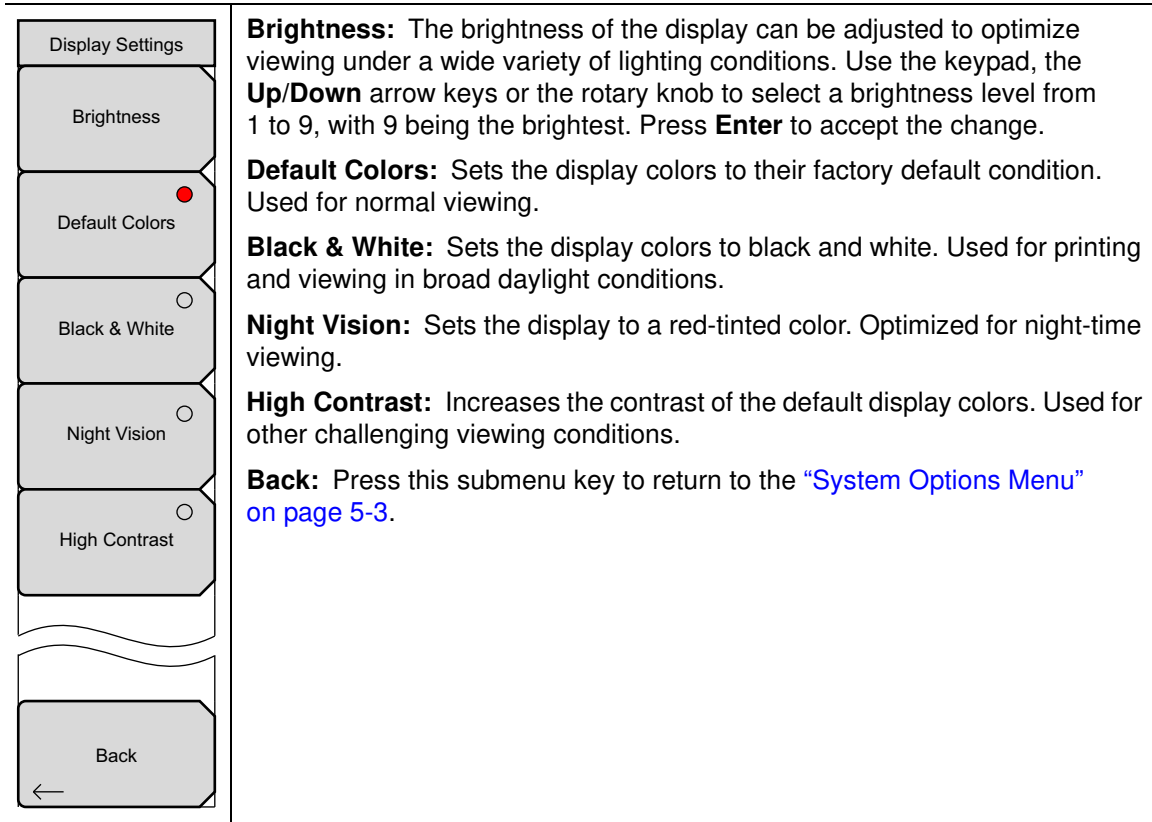 Display Settings
Brightness
Default Colors
Black & White
Night Vision
High Contrast
Back
Brightness: The brightness of the display can be adjusted to optimize
viewing under a wide variety of lighting conditions. Use the keypad, the
Up/Down arrow keys or the rotary knob to select a brightness level from
1 to 9, with 9 being the brightest. Press Enter to accept the change.
Default Colors: Sets the display colors to their factory default condition.
Used for normal viewing.
Black & White: Sets the display colors to black and white. Used for printing
and viewing in broad daylight conditions.
Night Vision: Sets the display to a red-tinted color. Optimized for night-time
viewing.
High Contrast: Increases the contrast of the default display colors. Used for
other challenging viewing conditions.
Back: Press this submenu key to return to the “System Options Menu”
on page 5-3.